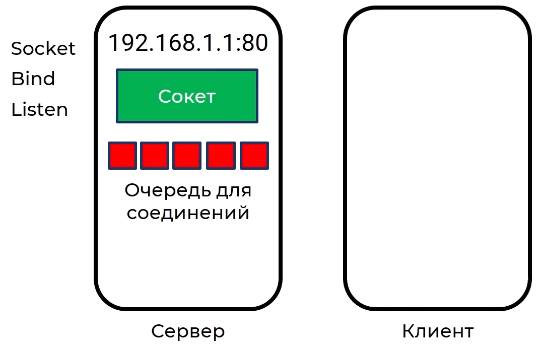 Socket
Bind
Listen
192.168.1.1:80
Сокет
Очередь для
соединений
Сервер
Клиент